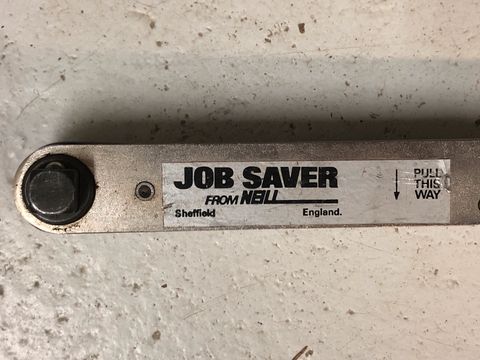 JOB SAVER
FROM NEILL
Sheffield England.
PULL
THIS
WAY